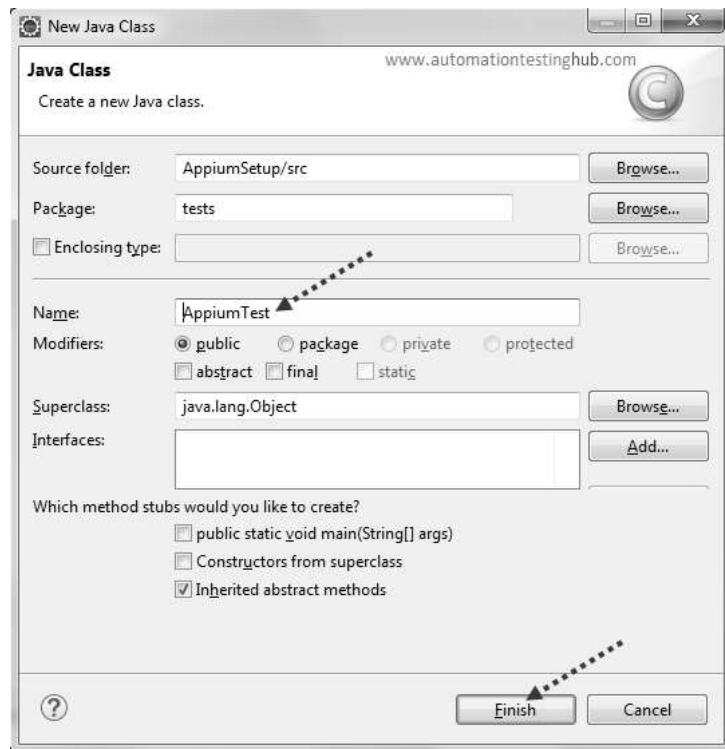 New Java Class
www.automationtestinghub.com
Java Class
Create a new Java class.
Source folder: AppiumSetup/src Browse...
Package: tests Browse...
Enclosing type: Browse...
Name: AppiumTest
Modifiers: public package private protected
abstract final static
Superclass: java.lang.Object Browse...
Interfaces: Add...
Which method stubs would you like to create?
public static void main(String[] args)
Constructors from superclass
Inherited abstract methods
? Finish Cancel